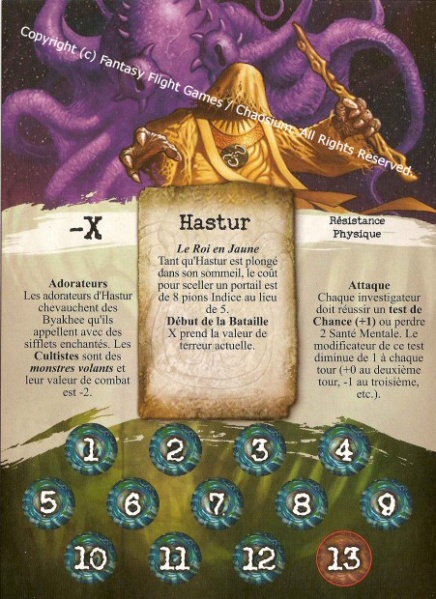 Copyright (c) Fantasy Flight Games / Chaosium. All Rights Reserved.
-X
Hastur
Résistance
Physique
Le Roi en Jaune
Tant qu'Hastur est plongé
dans son sommeil, le coût
pour sceller un portail est
de 8 pions Indice au lieu
de 5.
Début de la Bataille
X prend la valeur de
terreur actuelle.
Adorateurs
Les adorateurs d'Hastur
chevauchent des
Byakhee qu'ils
appellent avec des
sifflets enchantés. Les
Cultistes sont des
monstres volants et
leur valeur de combat
est -2.
Attaque
Chaque investigateur
doit réussir un test de
Chance (+1) ou perdre
2 Santé Mentale. Le
modificateur de ce test
diminue de 1 à chaque
tour (+0 au deuxième
tour, -1 au troisième,
etc.).
1 2 3 4
5 6 7 8 9
10 11 12 13